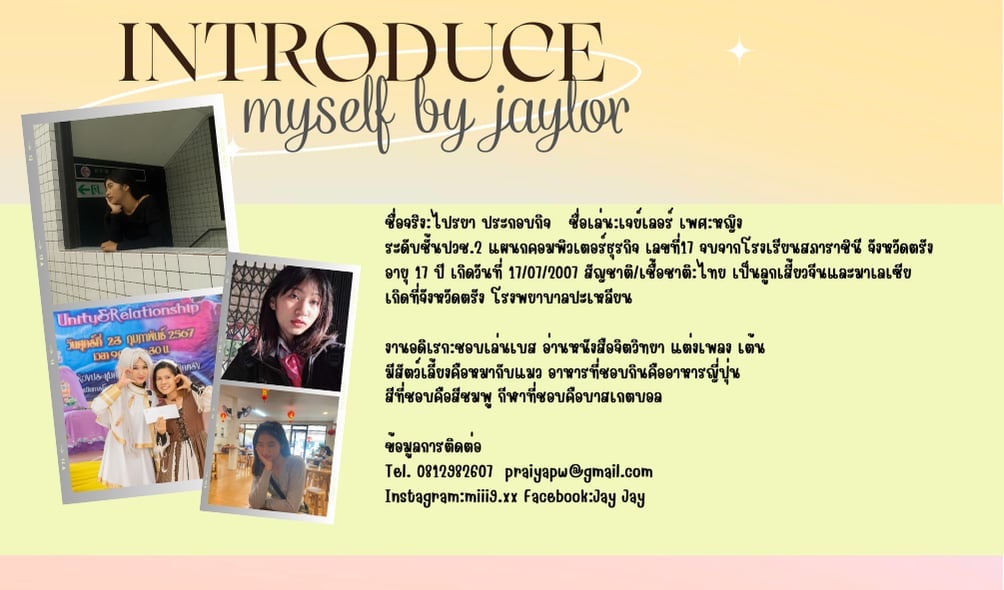 INTRODUCE
myself by jaylor
Unity&Relationship
วันศุกร์ที่ 23 กุมภาพันธ์ 2567
ชื่อจริง:ไปรยา ประกอบกิจ ชื่อเล่น:เจย์เลอร์ เพศ:หญิง
ระดับชั้นปวช.2 แผนกคอมพิวเตอร์ธุรกิจ เลขที่17 จบจากโรงเรียนสภาราชินี จังหวัดตรัง
อายุ 17 ปี เกิดวันที่ 17/07/2007 สัญชาติ/เชื้อชาติ:ไทย เป็นลูกเสี้ยวจีนและมาเลเซีย
เกิดที่จังหวัดตรัง โรงพยาบาลปะเหลียน
งานอดิเรก:ชอบเล่นเบส อ่านหนังสือจิตวิทยา แต่งเพลง เต้น
มีสัตว์เลี้ยงคือหมากับแมว อาหารที่ชอบกินคืออาหารญี่ปุ่น
สีที่ชอบคือสีชมพู กีฬาที่ชอบคือบาสเกตบอล
ข้อมูลการติดต่อ
Tel. 0812982607 praiyapw@gmail.com
Instagram:miii9.xx Facebook:Jay Jay